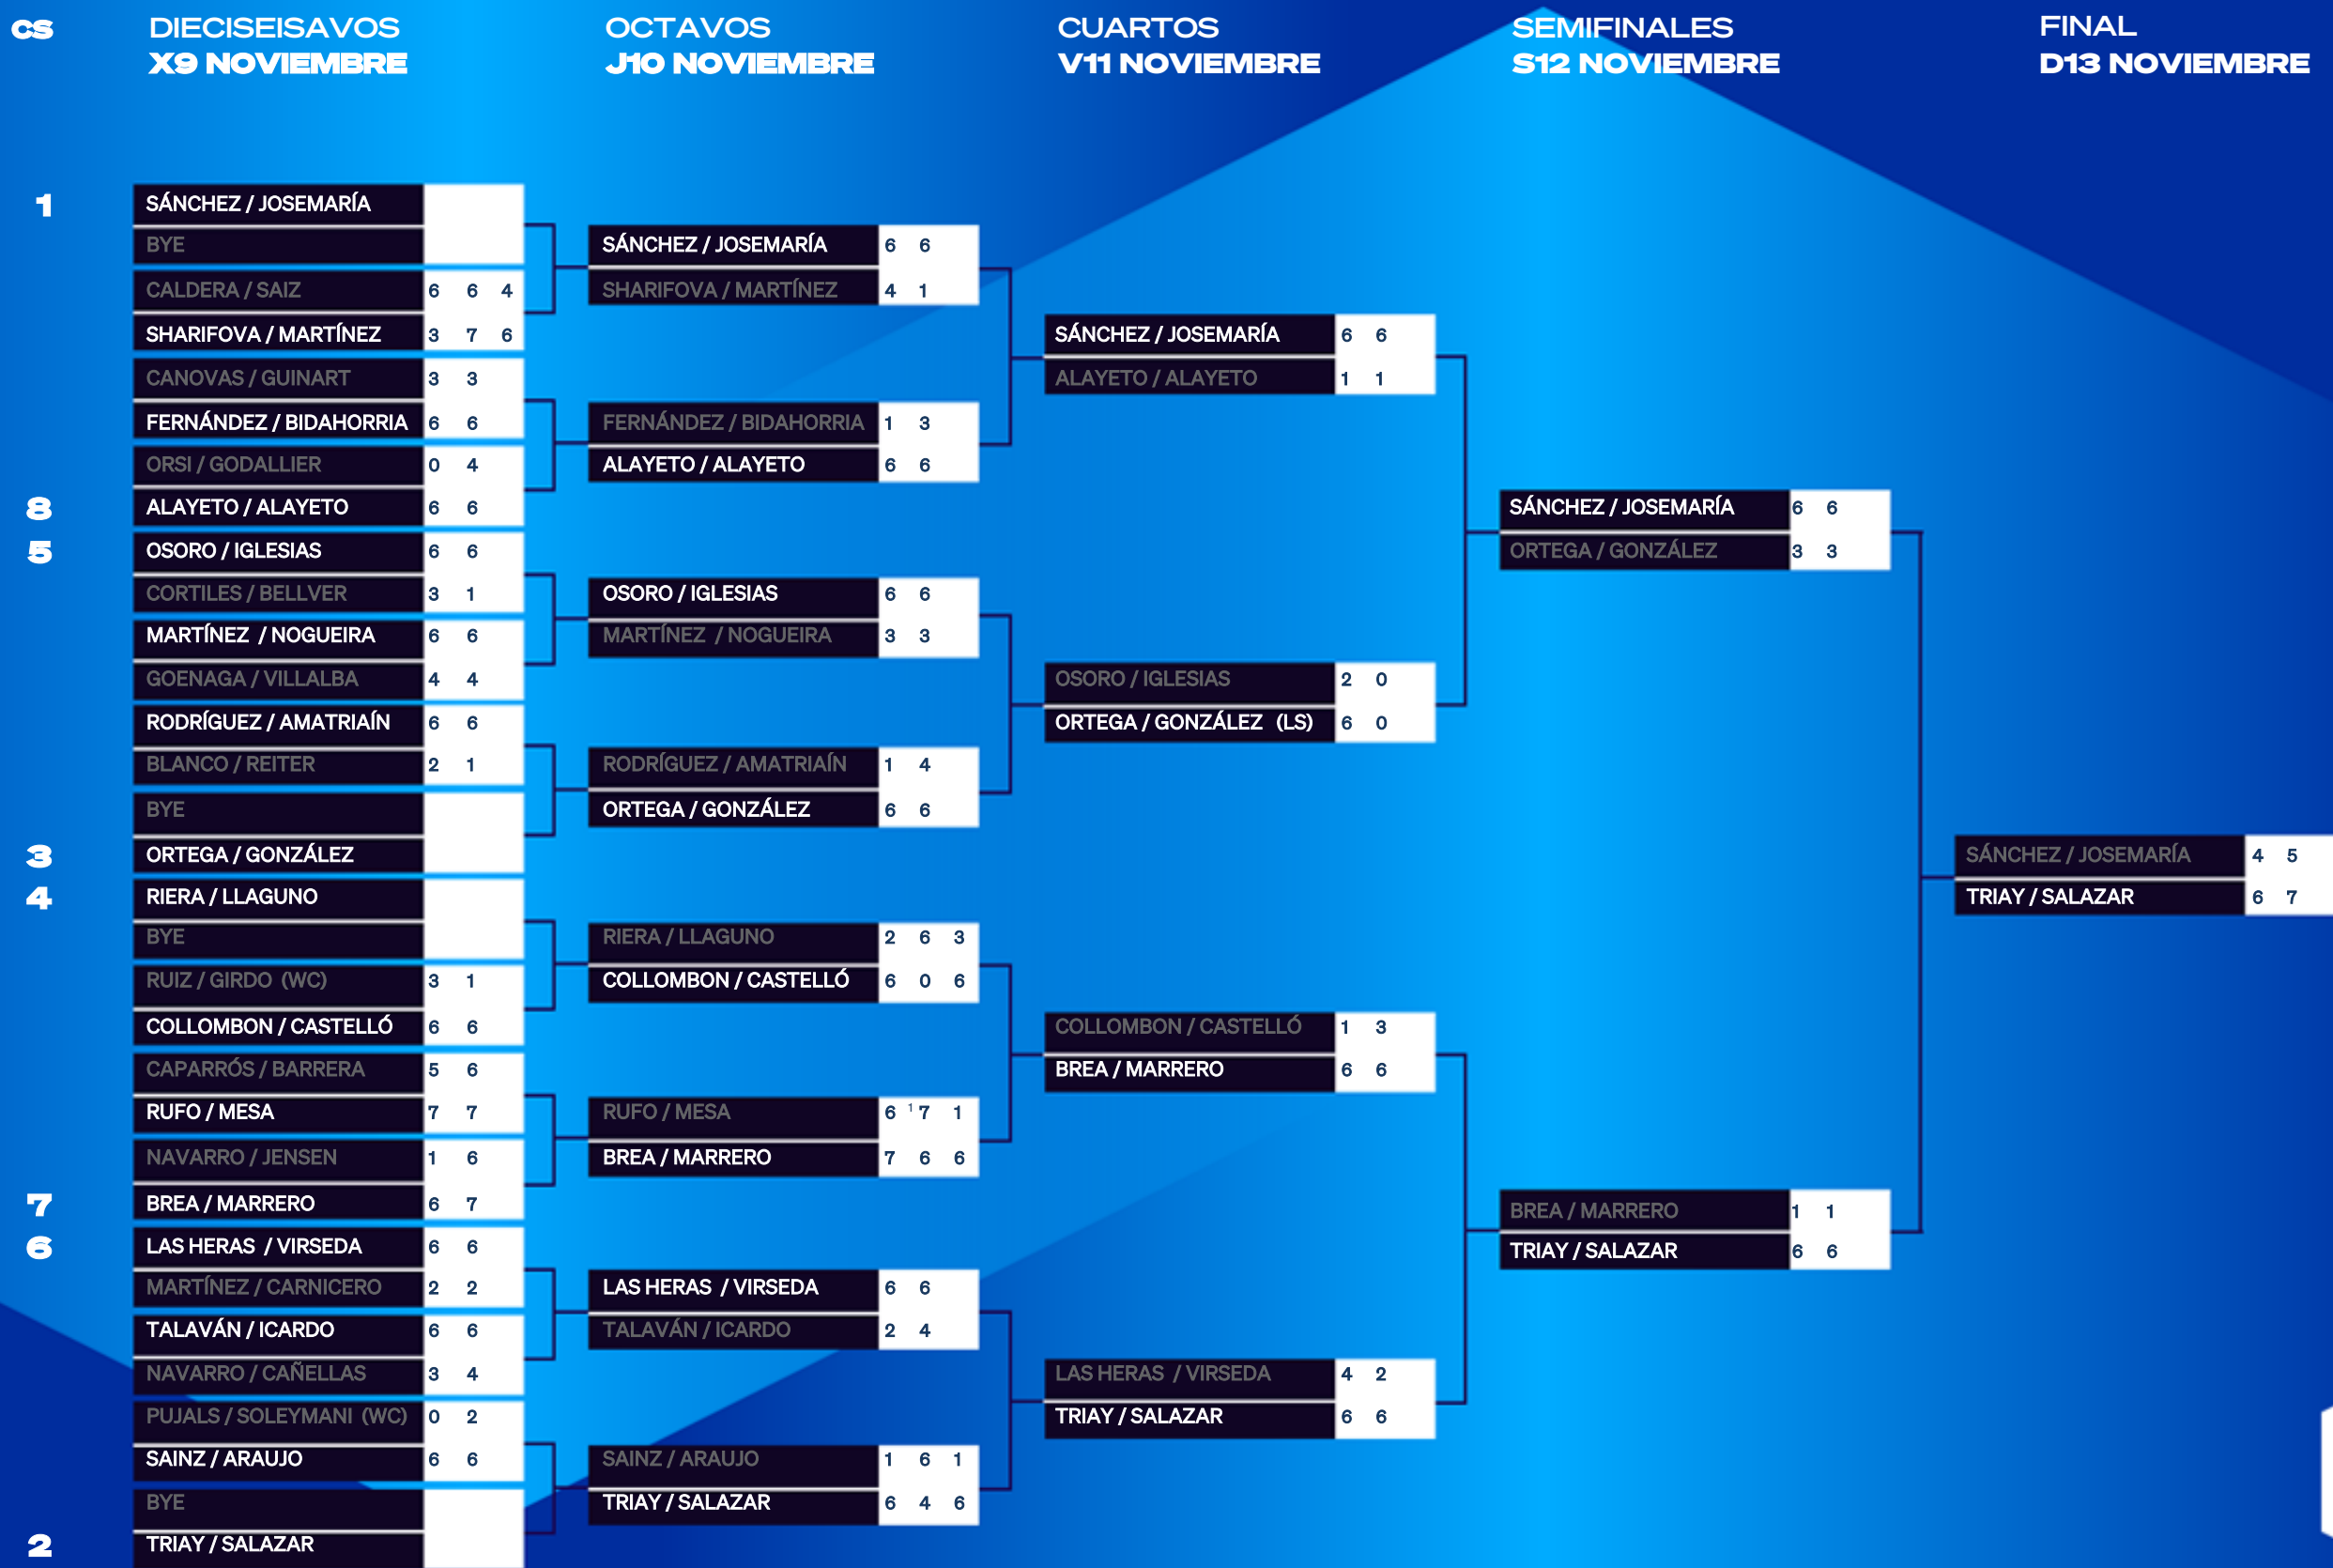 CS
DIECISEISAVOS
X9 NOVIEMBRE
OCTAVOS
J10 NOVIEMBRE
CUARTOS
V11 NOVIEMBRE
SEMIFINALES
S12 NOVIEMBRE
FINAL
D13 NOVIEMBRE
1 SÁNCHEZ / JOSEMARÍA
BYE
CALDERA / SAIZ 6 6 4
SHARIFOVA / MARTÍNEZ 3 7 6
CANOVAS / GUINART 3 3
FERNÁNDEZ / BIDAHORRIA 6 6
ORSI / GODALLIER 0 4
8 ALAYETO / ALAYETO 6 6
5 OSORO / IGLESIAS 6 6
CORTILES / BELLVER 3 1
MARTÍNEZ / NOGUEIRA 6 6
GOENAGA / VILLALBA 4 4
RODRÍGUEZ / AMATRIAÍN 6 6
BLANCO / REITER 2 1
BYE
3 ORTEGA / GONZÁLEZ
4 RIERA / LLAGUNO
BYE
RUIZ / GIRDO (WC) 3 1
COLLOMBON / CASTELLÓ 6 6
CAPARRÓS / BARRERA 5 6
RUFO / MESA 7 7
NAVARRO / JENSEN 1 6
7 BREA / MARRERO 6 7
6 LAS HERAS / VIRSEDA 6 6
MARTÍNEZ / CARNICERO 2 2
TALAVÁN / ICARDO 6 6
NAVARRO / CAÑELLAS 3 4
PUJALS / SOLEYMANI (WC) 0 2
SAINZ / ARAUJO 6 6
BYE
2 TRIAY / SALAZAR
SÁNCHEZ / JOSEMARÍA 6 6
SHARIFOVA / MARTÍNEZ 4 1
FERNÁNDEZ / BIDAHORRIA 1 3
ALAYETO / ALAYETO 6 6
OSORO / IGLESIAS 6 6
MARTÍNEZ / NOGUEIRA 3 3
RODRÍGUEZ / AMATRIAÍN 1 4
ORTEGA / GONZÁLEZ 6 6
RIERA / LLAGUNO 2 6 3
COLLOMBON / CASTELLÓ 6 0 6
RUFO / MESA 6 1 7 1
BREA / MARRERO 7 6 6
LAS HERAS / VIRSEDA 6 6
TALAVÁN / ICARDO 2 4
SAINZ / ARAUJO 1 6 1
TRIAY / SALAZAR 6 4 6
SÁNCHEZ / JOSEMARÍA 6 6
ALAYETO / ALAYETO 1 1
OSORO / IGLESIAS 2 0
ORTEGA / GONZÁLEZ (LS) 6 0
COLLOMBON / CASTELLÓ 1 3
BREA / MARRERO 6 6
LAS HERAS / VIRSEDA 4 2
TRIAY / SALAZAR 6 6
SÁNCHEZ / JOSEMARÍA 6 6
ORTEGA / GONZÁLEZ 3 3
BREA / MARRERO 1 1
TRIAY / SALAZAR 6 6
SÁNCHEZ / JOSEMARÍA 4 5
TRIAY / SALAZAR 6 7